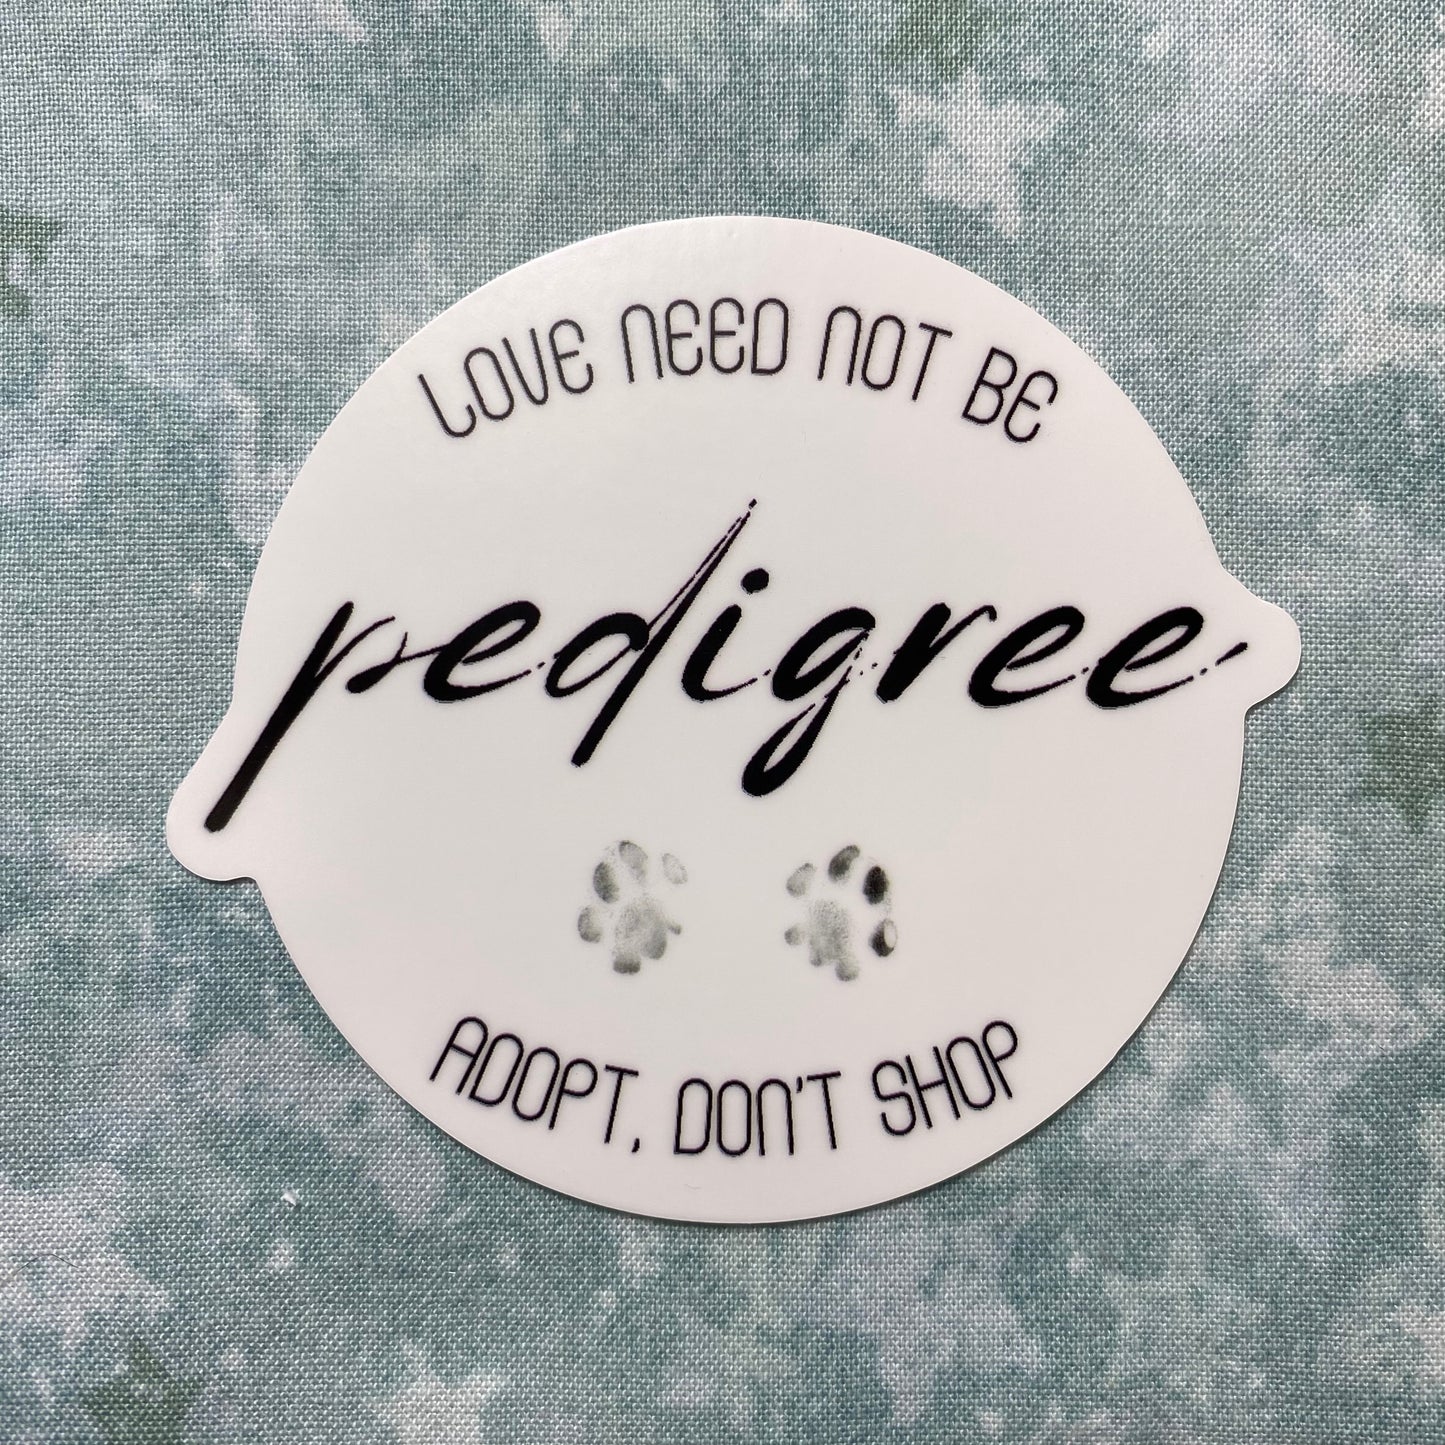 LOVE NEED NOT BE
pedigree
ADOPT, DON'T SHOP